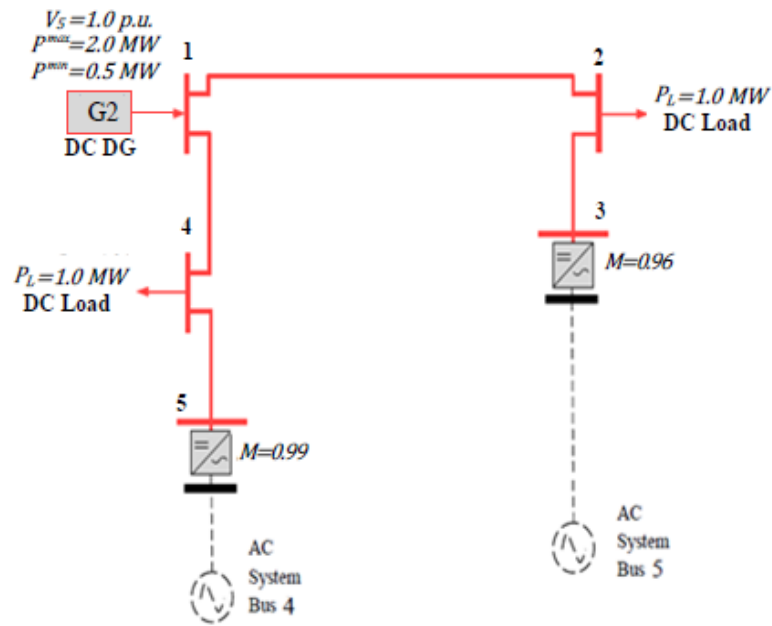 V_S=1.0 p.u.
P^max=2.0 MW
P^min=0.5 MW
1
2
G2
DC DG
P_L=1.0 MW
DC Load
3
4
M=0.96
P_L=1.0 MW
DC Load
5
M=0.99
AC
System
Bus 5
AC
System
Bus 4